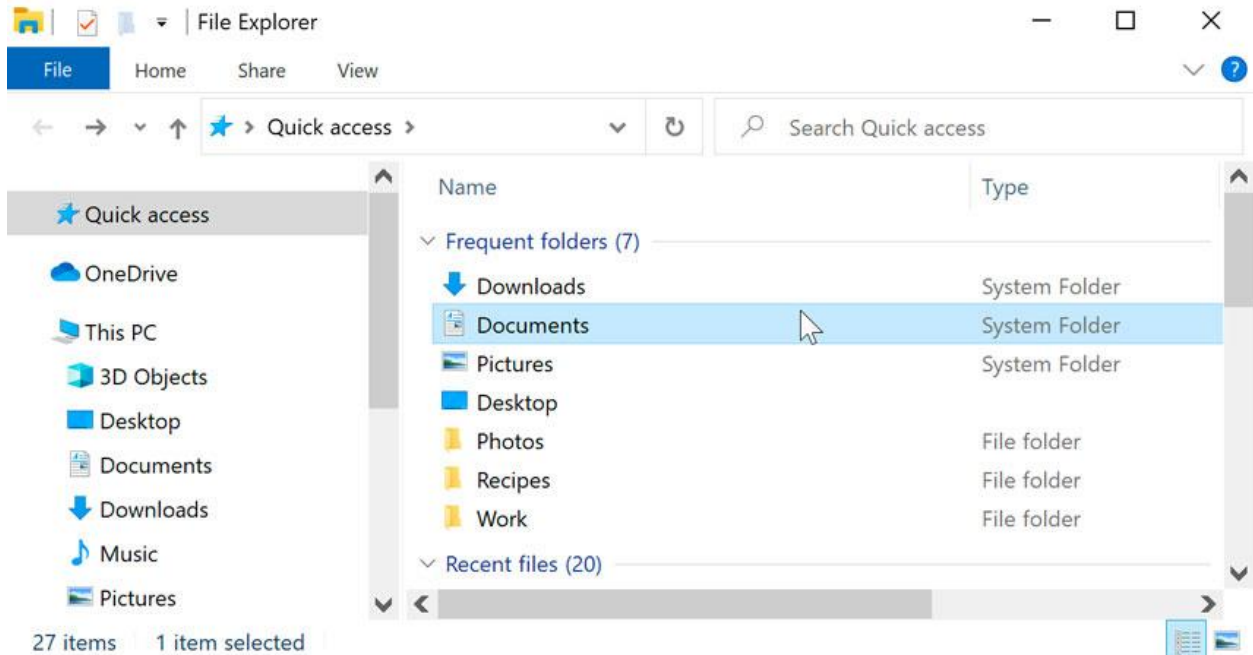 File Explorer
File Home Share View
Quick access
Search Quick access
Quick access
OneDrive
This PC
3D Objects
Desktop
Documents
Downloads
Music
Pictures
Name Type
Frequent folders (7)
Downloads System Folder
Documents System Folder
Pictures System Folder
Desktop
Photos File folder
Recipes File folder
Work File folder
Recent files (20)
27 items 1 item selected